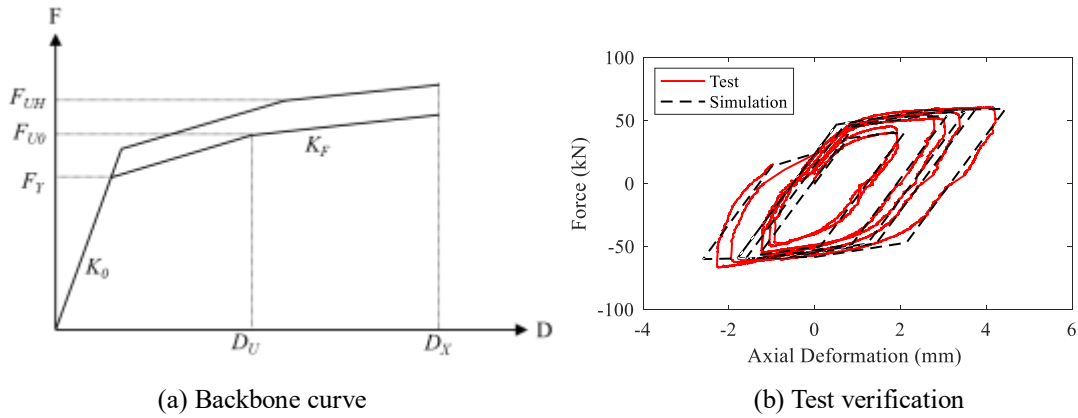 F
F_UH
F_U0
F_Y
K_F
K_0
D_U
D_X
D
(a) Backbone curve
100
50
0
-50
-100
Force (kN)
Test
Simulation
-4
-2
0
2
4
6
Axial Deformation (mm)
(b) Test verification